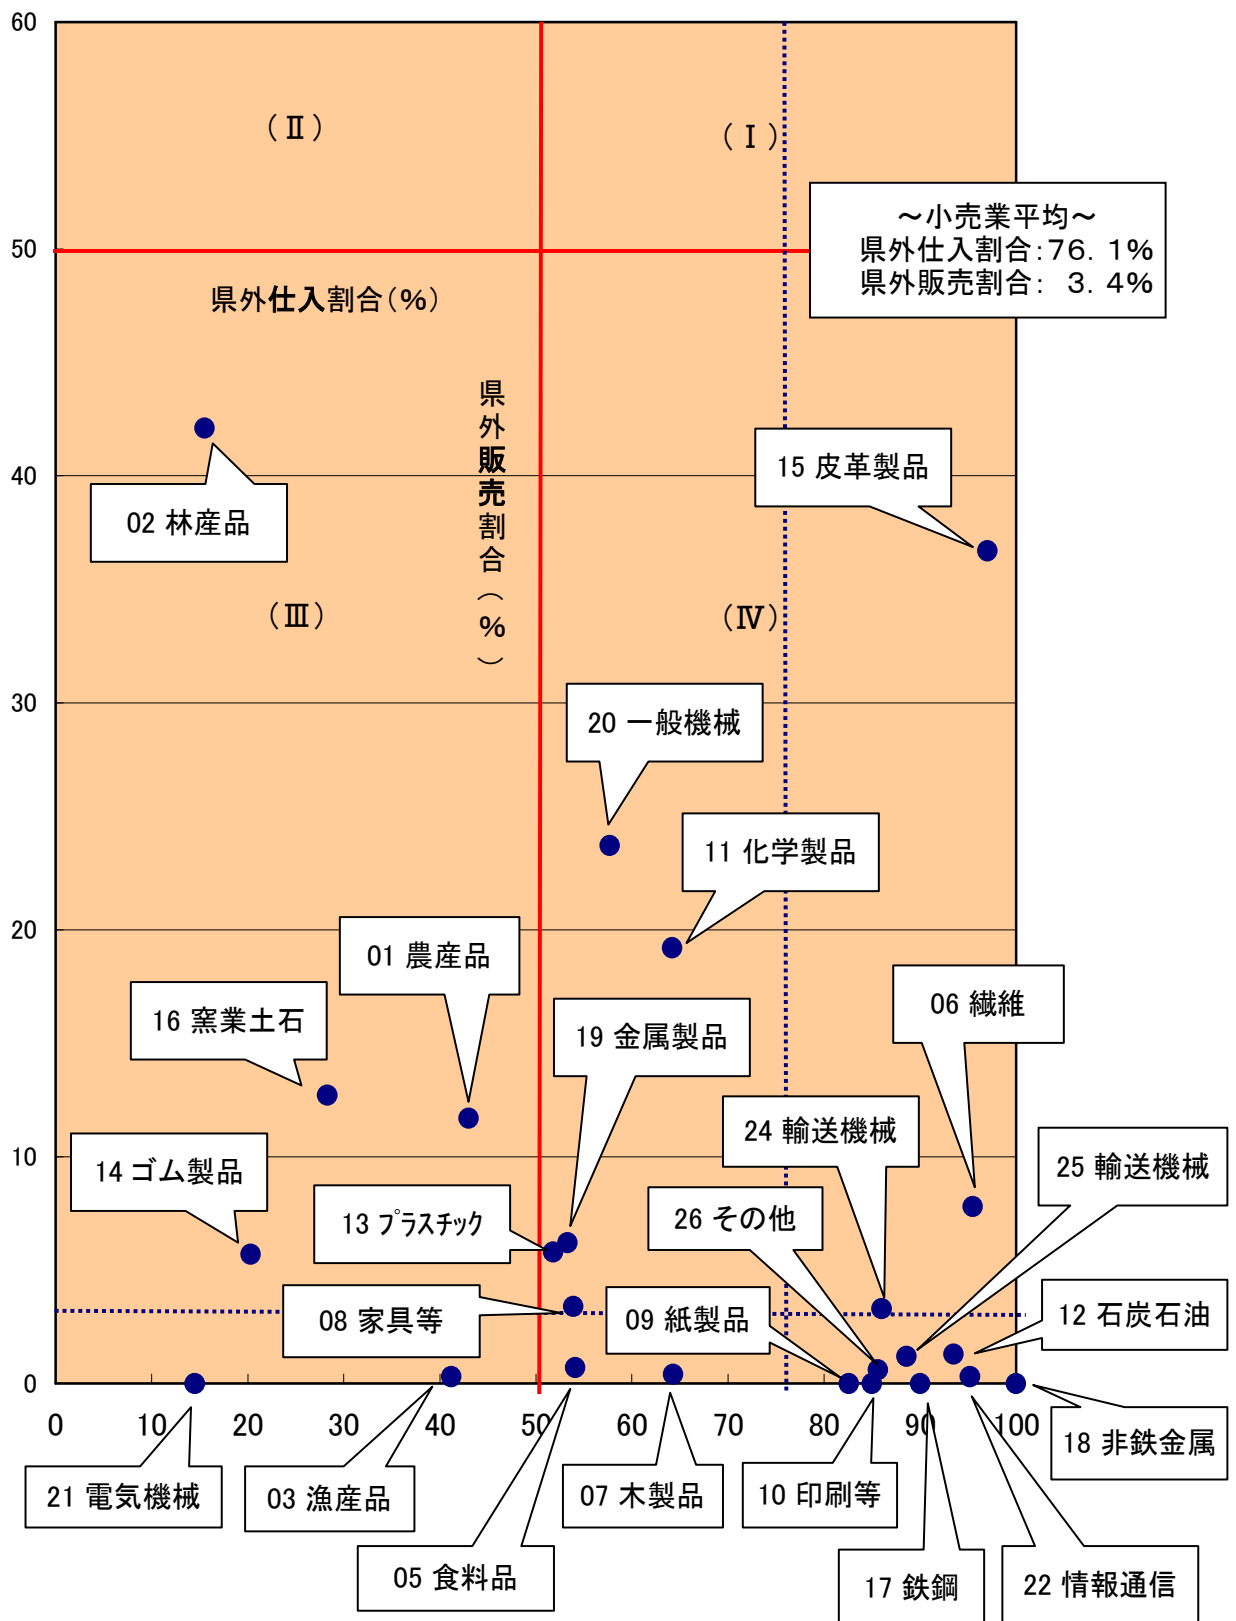 60
(Ⅱ)
(Ⅰ)
～小売業平均～
県外仕入割合：76．1％
県外販売割合： 3．4％
50
県外仕入割合(％)
県外販売割合(％)
40
15 皮革製品
02 林産品
(Ⅲ)
(Ⅳ)
30
20 一般機械
11 化学製品
20
01 農産品
06 繊維
16 窯業土石
19 金属製品
24 輸送機械
25 輸送機械
10
14 ゴム製品
13 プラスチック
26 その他
08 家具等
09 紙製品
12 石炭石油
0
0 10 20 30 40 50 60 70 80 90 100
18 非鉄金属
21 電気機械
03 漁産品
07 木製品
10 印刷等
05 食料品
17 鉄鋼
22 情報通信